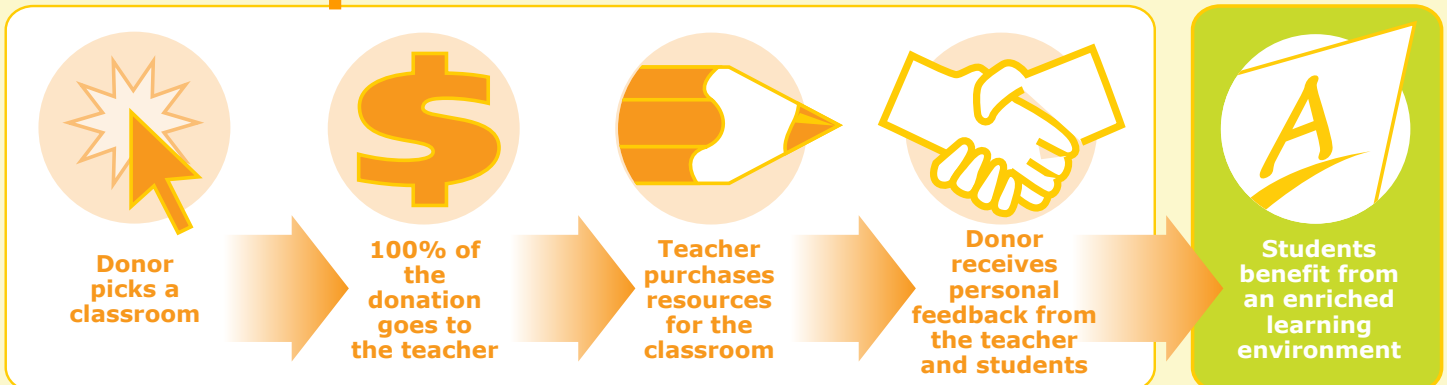 Donor
picks a
classroom
100% of
the
donation
goes to
the teacher
Teacher
purchases
resources
for the
classroom
Donor
receives
personal
feedback from
the teacher
and students
A
Students
benefit from
an enriched
learning
environment